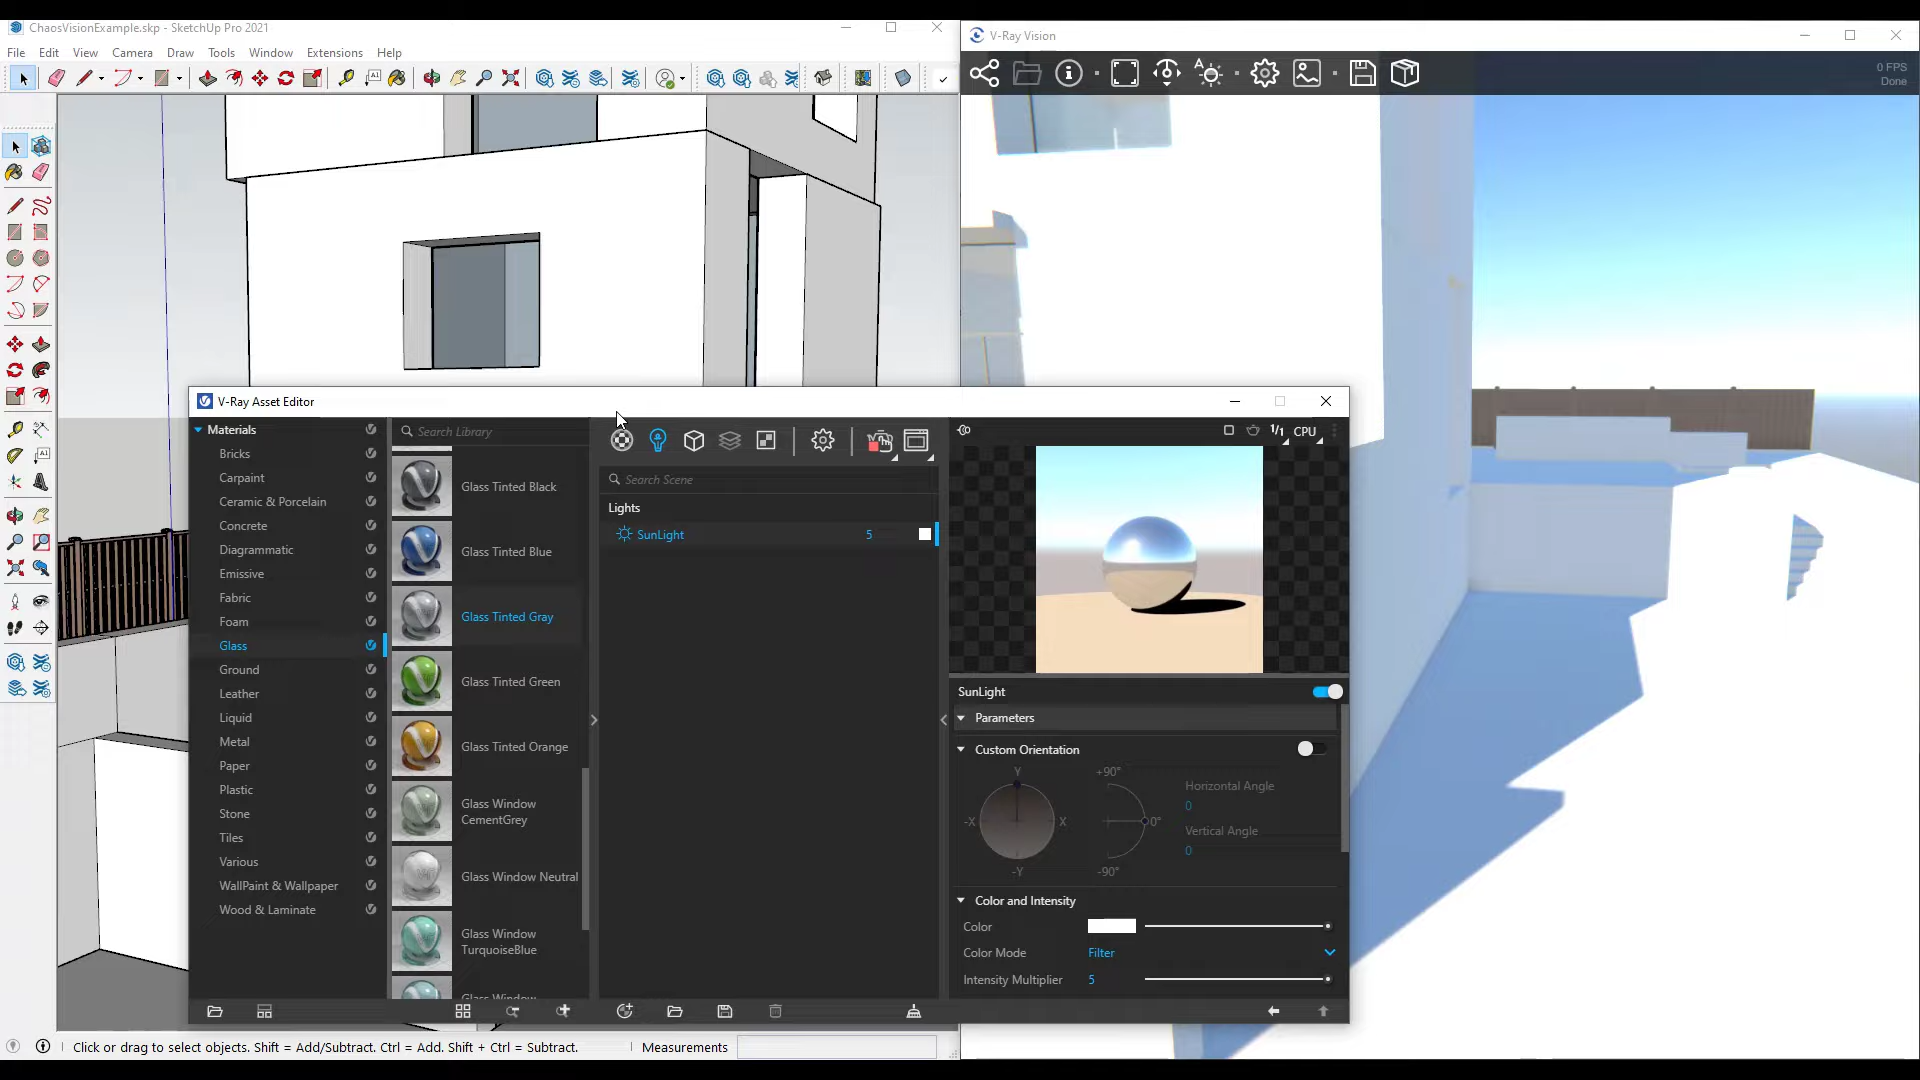 ChaosVisionExample.skp - SketchUp Pro 2021
File Edit View Camera Draw Tools Window Extensions Help
V-Ray Vision
0 FPS
Done
V-Ray Asset Editor
Materials
Bricks
Carpaint
Ceramic & Porcelain
Concrete
Diagrammatic
Emissive
Fabric
Foam
Glass
Ground
Leather
Liquid
Metal
Paper
Plastic
Stone
Tiles
Various
WallPaint & Wallpaper
Wood & Laminate
Search Library
Glass Tinted Black
Glass Tinted Blue
Glass Tinted Gray
Glass Tinted Green
Glass Tinted Orange
Glass Window
CementGrey
Glass Window Neutral
Glass Window
TurquoiseBlue
Glass Window
Search Scene
Lights
SunLight 5
1/1 CPU
SunLight
Parameters
Custom Orientation
Y
-X X
-Y
+90°
0°
-90°
Horizontal Angle
0
Vertical Angle
0
Color and Intensity
Color
Color Mode Filter
Intensity Multiplier 5
Click or drag to select objects. Shift = Add/Subtract. Ctrl = Add. Shift + Ctrl = Subtract.
Measurements